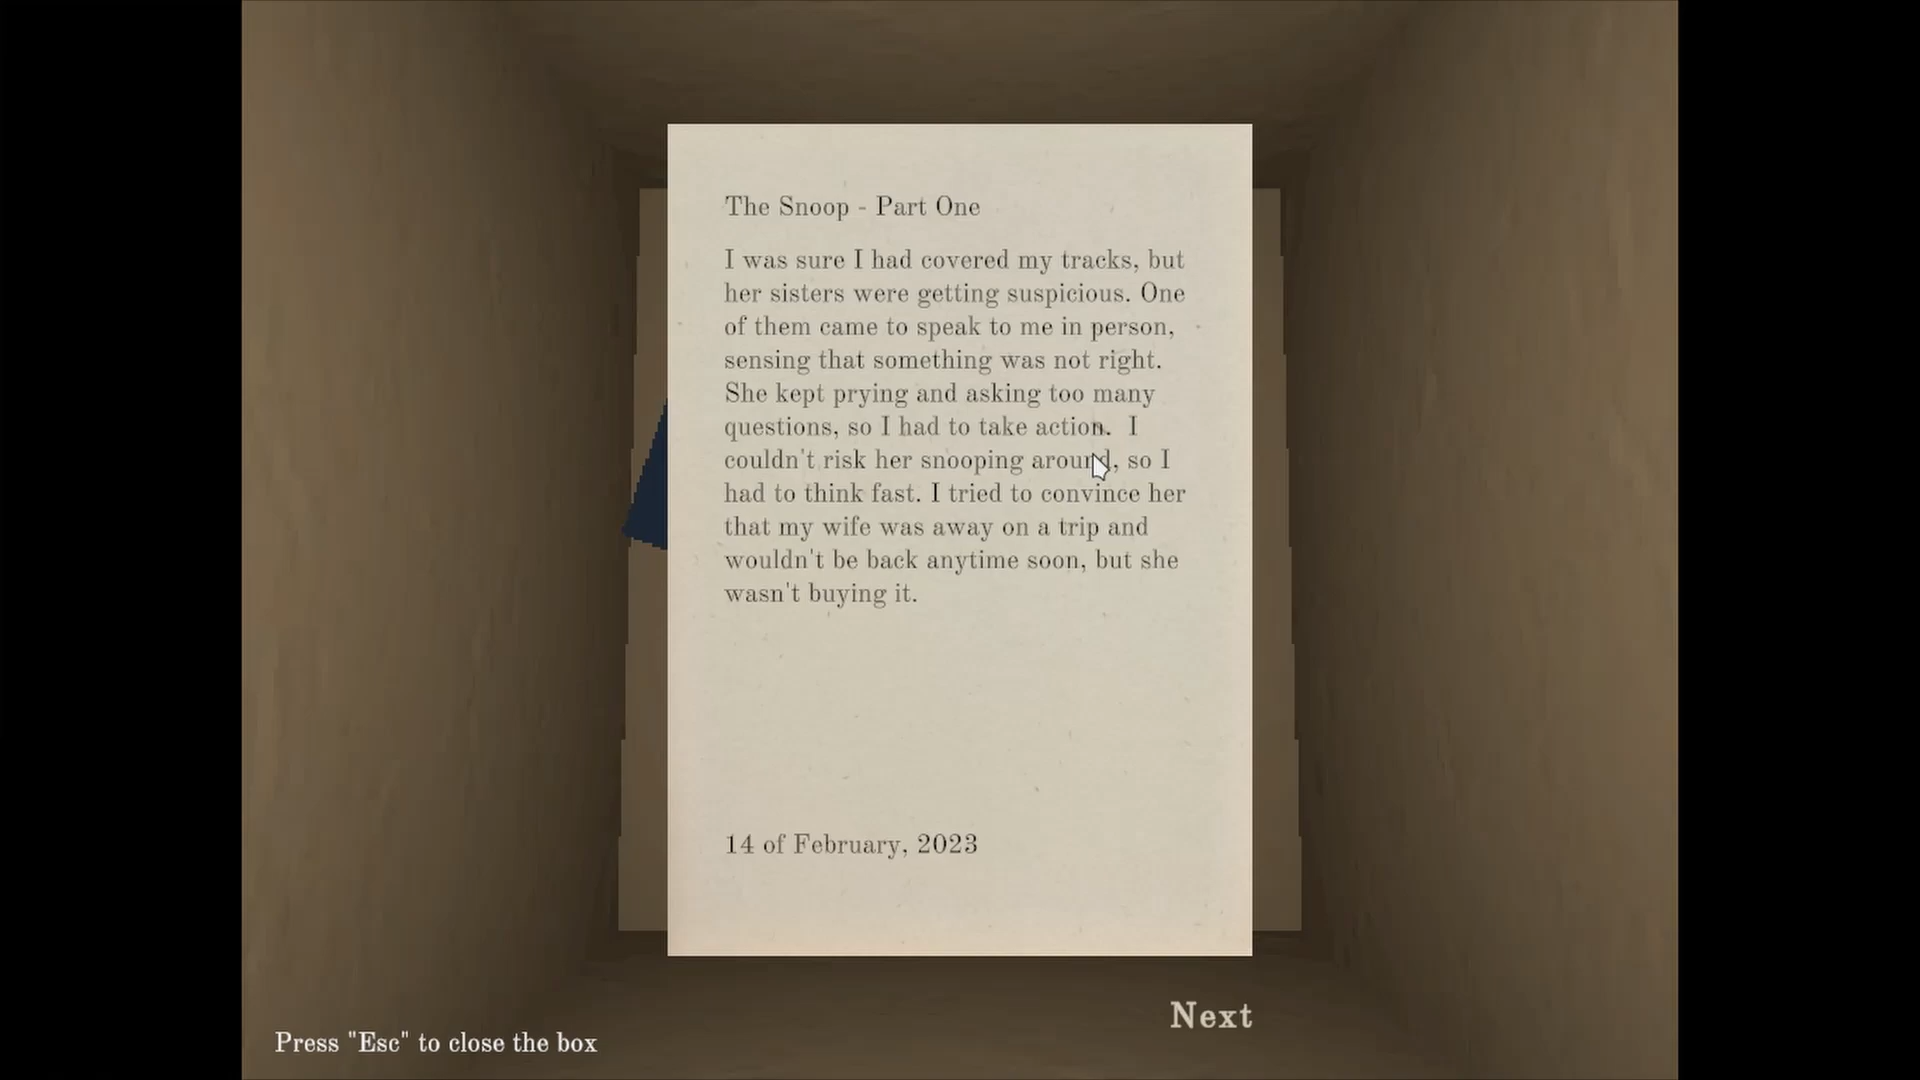 The Snoop - Part One
I was sure I had covered my tracks, but
her sisters were getting suspicious. One
of them came to speak to me in person,
sensing that something was not right.
She kept prying and asking too many
questions, so I had to take action.  I
couldn't risk her snooping around, so I
had to think fast. I tried to convince her
that my wife was away on a trip and
wouldn't be back anytime soon, but she
wasn't buying it.
14 of February, 2023
Next
Press "Esc" to close the box